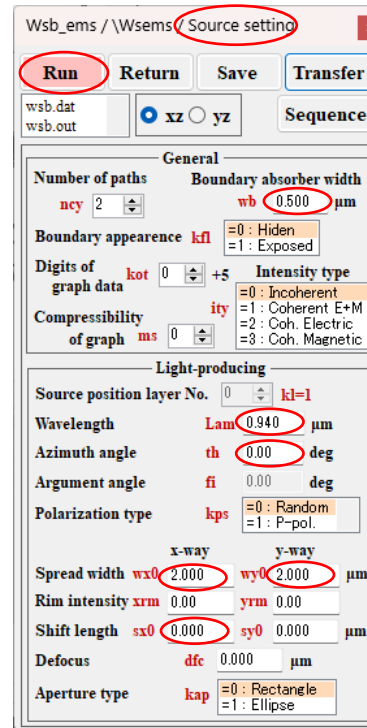 Wsb_ems / \Wsems / Source setting
Run Return Save Transfer
wsb.dat
wsb.out
xz yz Sequence
General
Number of paths Boundary absorber width
ncy 2 wb 0.500 μm
Boundary appearence kfl =0 : Hiden
=1 : Exposed
Digits of
graph data kot 0 +5 Intensity type
ity =0 : Incoherent
=1 : Coherent E+M
=2 : Coh. Electric
=3 : Coh. Magnetic
Compressibility
of graph ms 0
Light-producing
Source position layer No. 0 kl=1
Wavelength Lam 0.940 μm
Azimuth angle th 0.00 deg
Argument angle fi 0.00 deg
Polarization type kps =0 : Random
=1 : P-pol.
x-way y-way
Spread width wx0 2.000 wy0 2.000 μm
Rim intensity xrm 0.00 yrm 0.00
Shift length sx0 0.000 sy0 0.000 μm
Defocus dfc 0.000 μm
Aperture type kap =0 : Rectangle
=1 : Ellipse